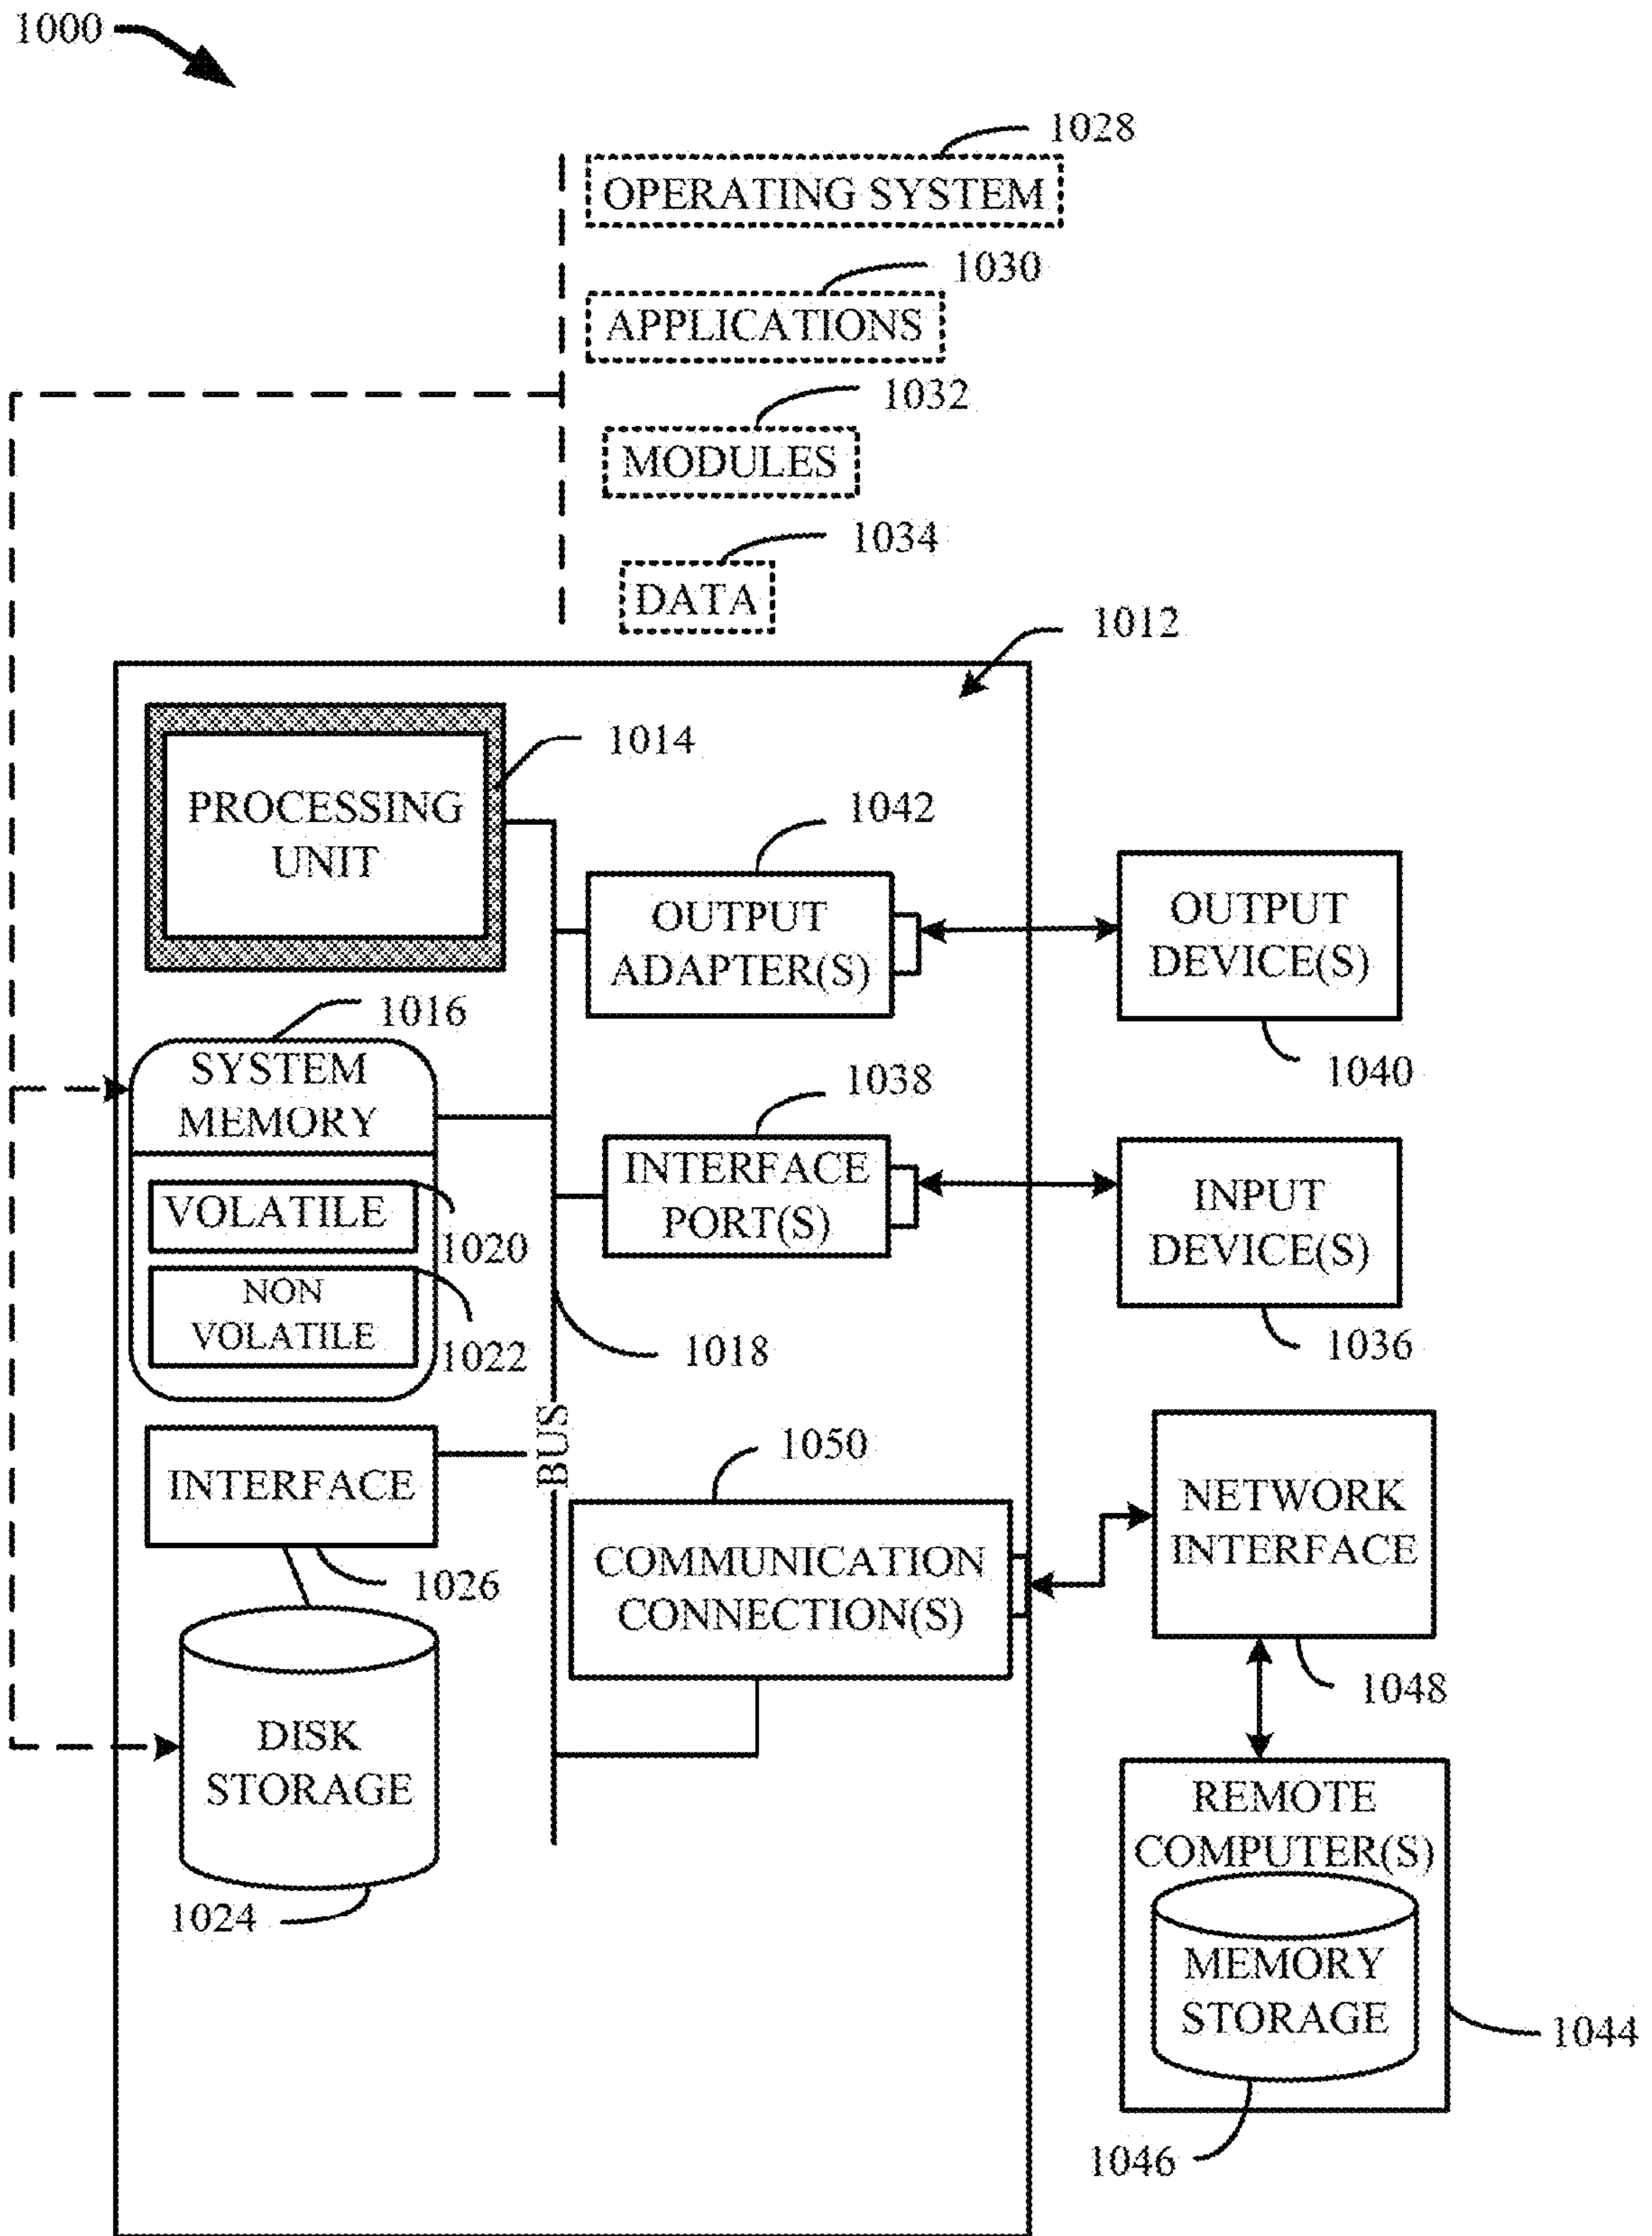 1000
1028
OPERATING SYSTEM
1030
APPLICATIONS
1032
MODULES
1034
DATA
1012
PROCESSING
UNIT
1014
1042
OUTPUT
ADAPTER(S)
OUTPUT
DEVICE(S)
1040
1016
SYSTEM
MEMORY
VOLATILE
1020
NON
VOLATILE
1022
1038
INTERFACE
PORT(S)
INPUT
DEVICE(S)
1036
1018
BUS
INTERFACE
1026
1050
COMMUNICATION
CONNECTION(S)
NETWORK
INTERFACE
1048
DISK
STORAGE
1024
REMOTE
COMPUTER(S)
MEMORY
STORAGE
1044
1046